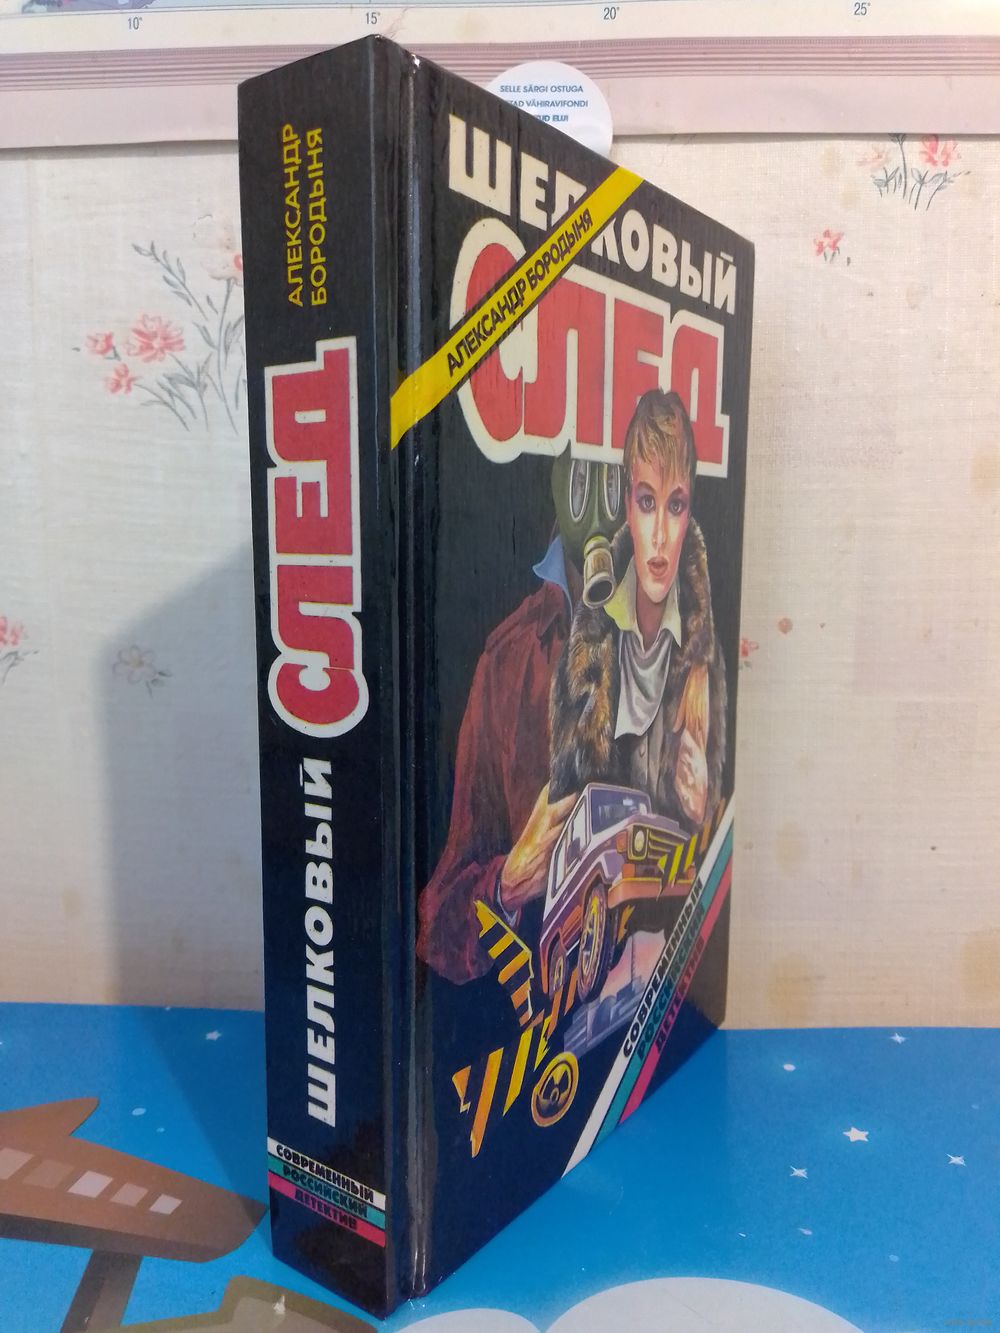 10°
15°
20°
25°
SELLE SÄRGI OSTUGA
VÄHIRAVIFONDI
ELU!
АЛЕКСАНДР
БОРОДЫНЯ
ШЕЛКОВЫЙ СЛЕД
СОВРЕМЕННЫЙ
РОССИЙСКИЙ
ДЕТЕКТИВ
ШЕЛКОВЫЙ
СЛЕД
АЛЕКСАНДР БОРОДЫНЯ
СОВРЕМЕННЫЙ
РОССИЙСКИЙ
ДЕТЕКТИВ